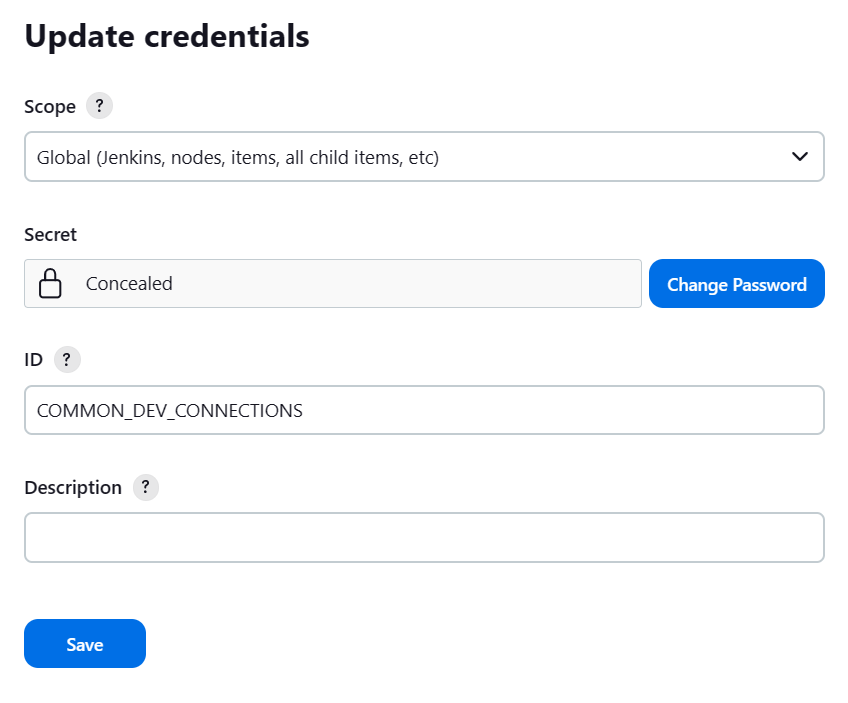 Update credentials
Scope ?
Global (Jenkins, nodes, items, all child items, etc)
Secret
Concealed
Change Password
ID ?
COMMON_DEV_CONNECTIONS
Description ?
Save